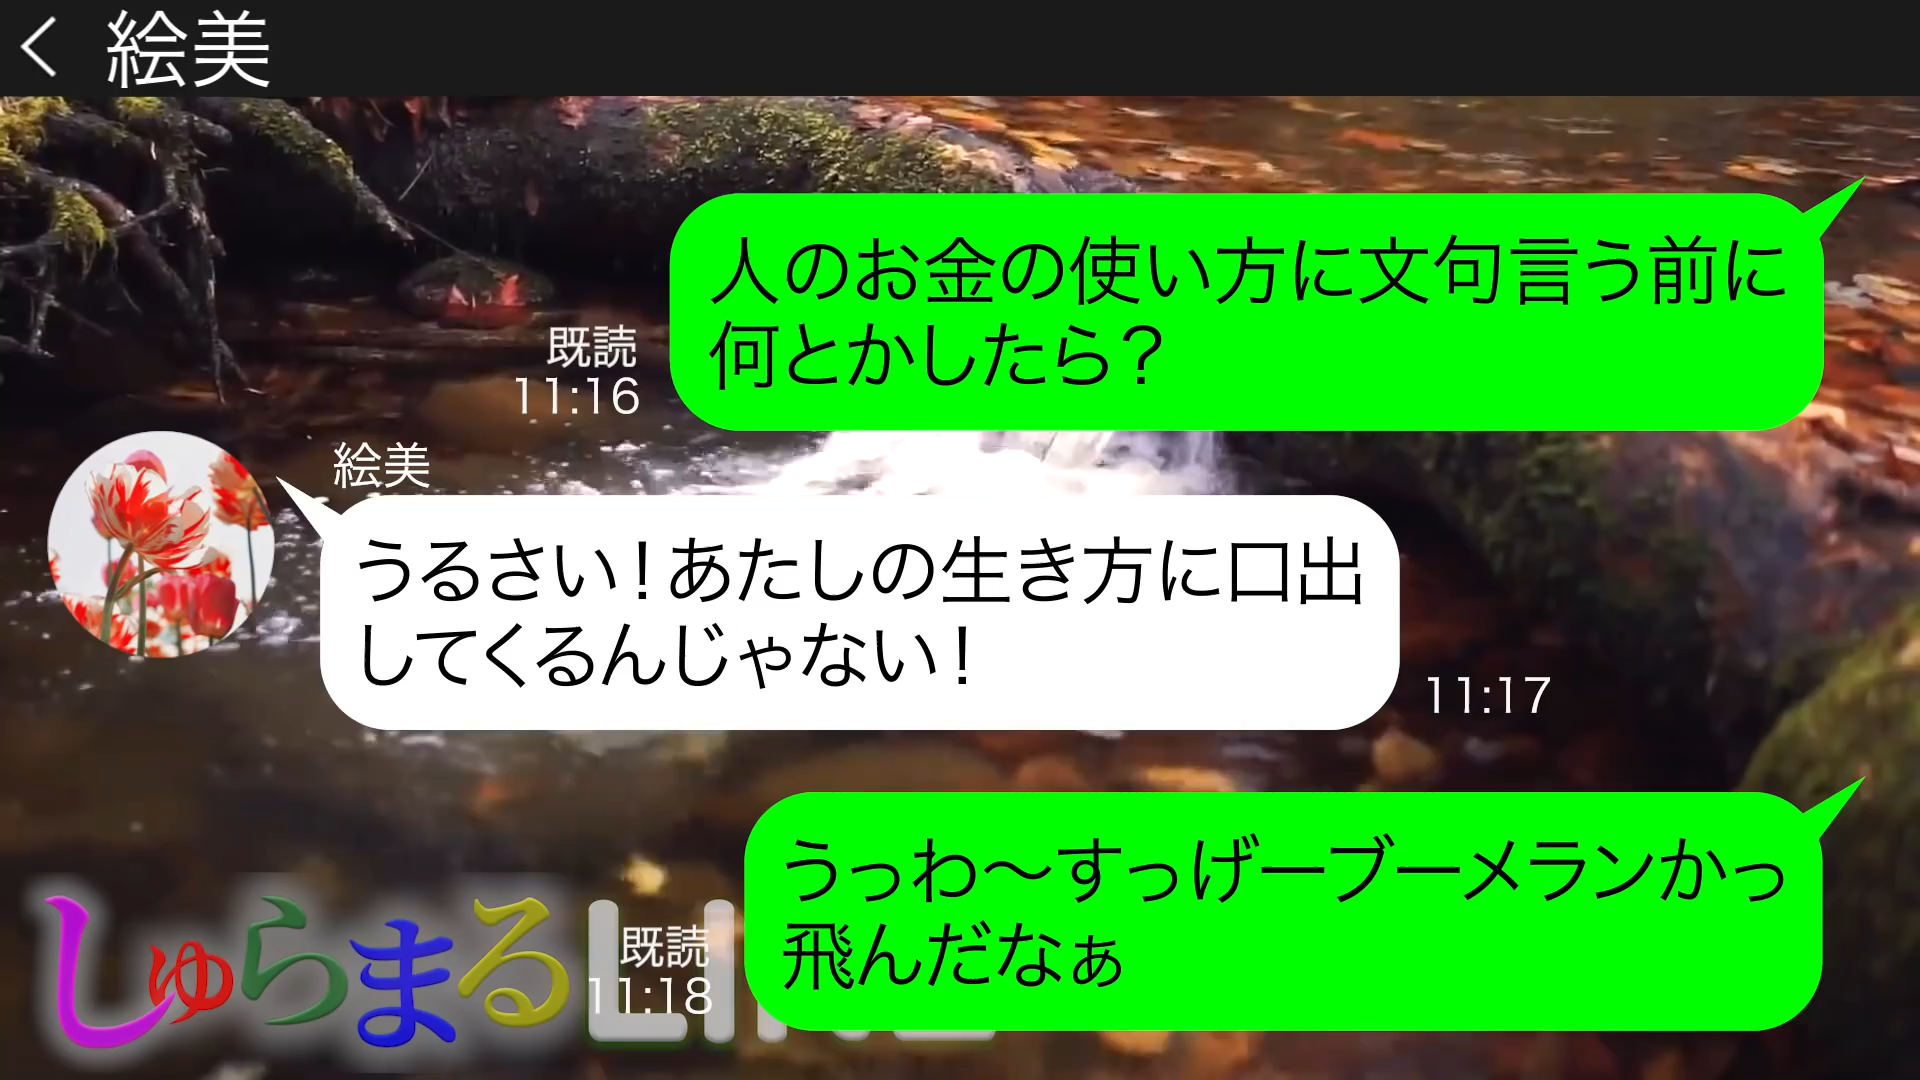 絵美
人のお金の使い方に文句言う前に
何とかしたら?
既読
11:16
絵美
うるさい!あたしの生き方に口出
してくるんじゃない!
11:17
うっわ〜すっげーブーメランかっ
飛んだなぁ
既読
11:18
しゅらまるLINE